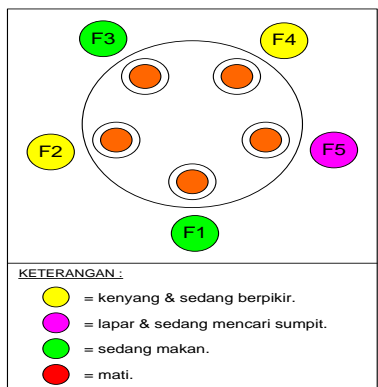 F3 F4
F2 F5
F1
KETERANGAN :
= kenyang & sedang berpikir.
= lapar & sedang mencari sumpit.
= sedang makan.
= mati.